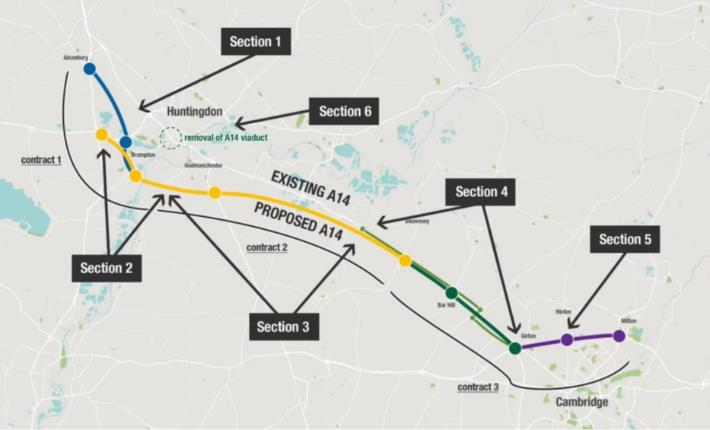 Section 1
Alconbury
Huntingdon
Section 6
removal of A14 viaduct
Brampton
contract 1
Godmanchester
EXISTING A14
Section 4
PROPOSED A14
Swavesey
Section 5
contract 2
Section 2
Bar Hill
Histon
Section 3
Milton
Girton
contract 3
Cambridge